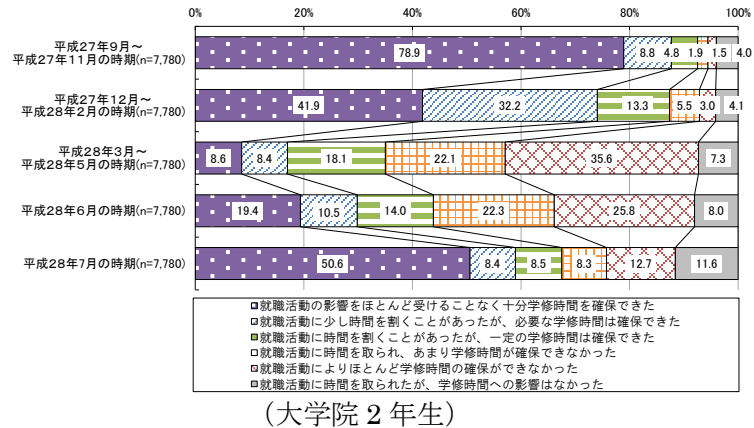 0% 20% 40% 60% 80% 100%
平成27年9月～
平成27年11月の時期(n=7,780)
78.9 8.8 4.8 1.9 1.5 4.0
平成27年12月～
平成28年2月の時期(n=7,780)
41.9 32.2 13.3 5.5 3.0 4.1
平成28年3月～
平成28年5月の時期(n=7,780)
8.6 8.4 18.1 22.1 35.6 7.3
平成28年6月の時期(n=7,780)
19.4 10.5 14.0 22.3 25.8 8.0
平成28年7月の時期(n=7,780)
50.6 8.4 8.5 8.3 12.7 11.6
就職活動の影響をほとんど受けることなく十分学修時間を確保できた
就職活動に少し時間を割くことがあったが、必要な学修時間は確保できた
就職活動に時間を割くことがあったが、一定の学修時間は確保できた
就職活動に時間を取られ、あまり学修時間が確保できなかった
就職活動によりほとんど学修時間の確保ができなかった
就職活動に時間を取られたが、学修時間への影響はなかった
（大学院２年生）